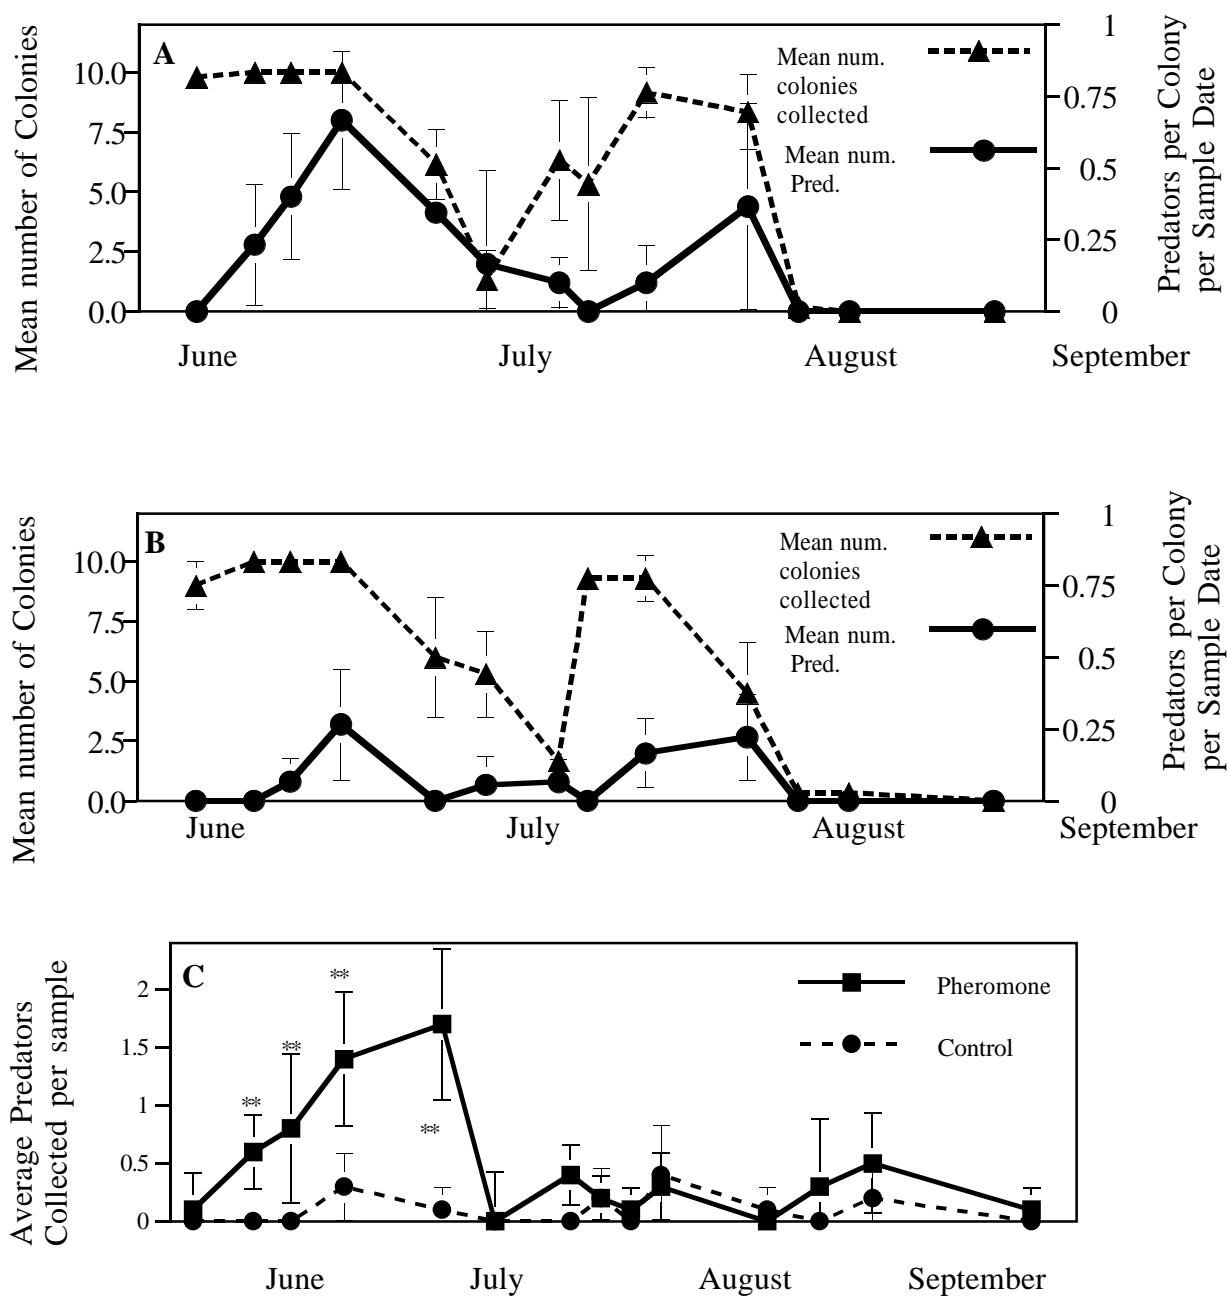 A
Mean number of Colonies
10.0
7.5
5.0
2.5
0.0
Mean num.
colonies
collected
Mean num.
Pred.
1
0.75
0.5
0.25
0
Predators per Colony
per Sample Date
June July August September
B
Mean number of Colonies
10.0
7.5
5.0
2.5
0.0
Mean num.
colonies
collected
Mean num.
Pred.
1
0.75
0.5
0.25
0
Predators per Colony
per Sample Date
June July August September
C
Average Predators
Collected per sample
2
1.5
1
0.5
0
**
**
**
**
Pheromone
Control
June July August September